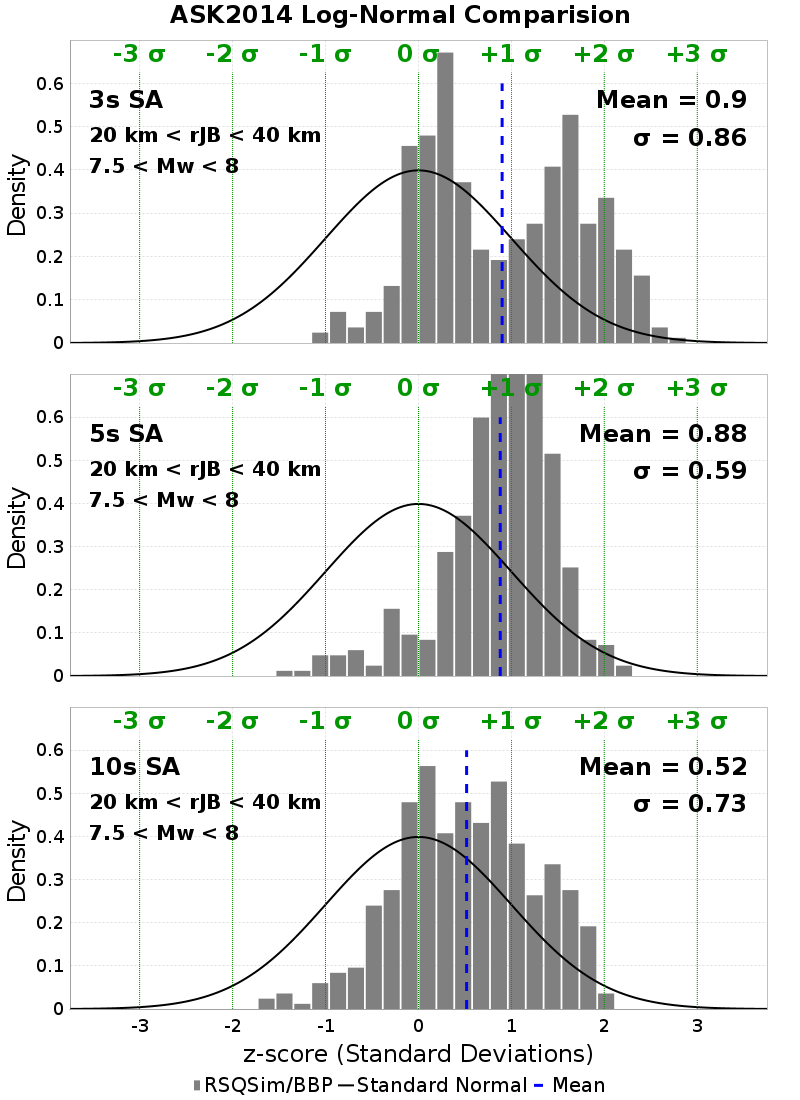 ASK2014 Log-Normal Comparision
-3 σ -2 σ -1 σ 0 σ +1 σ +2 σ +3 σ
3s SA
20 km < rJB < 40 km
7.5 < Mw < 8
Mean = 0.9
σ = 0.86
0.6
0.5
0.4
0.3
0.2
0.1
0
Density
-3 σ -2 σ -1 σ 0 σ +1 σ +2 σ +3 σ
5s SA
20 km < rJB < 40 km
7.5 < Mw < 8
Mean = 0.88
σ = 0.59
0.6
0.5
0.4
0.3
0.2
0.1
0
Density
-3 σ -2 σ -1 σ 0 σ +1 σ +2 σ +3 σ
10s SA
20 km < rJB < 40 km
7.5 < Mw < 8
Mean = 0.52
σ = 0.73
0.6
0.5
0.4
0.3
0.2
0.1
0
Density
-3 -2 -1 0 1 2 3
z-score (Standard Deviations)
RSQSim/BBP Standard Normal Mean